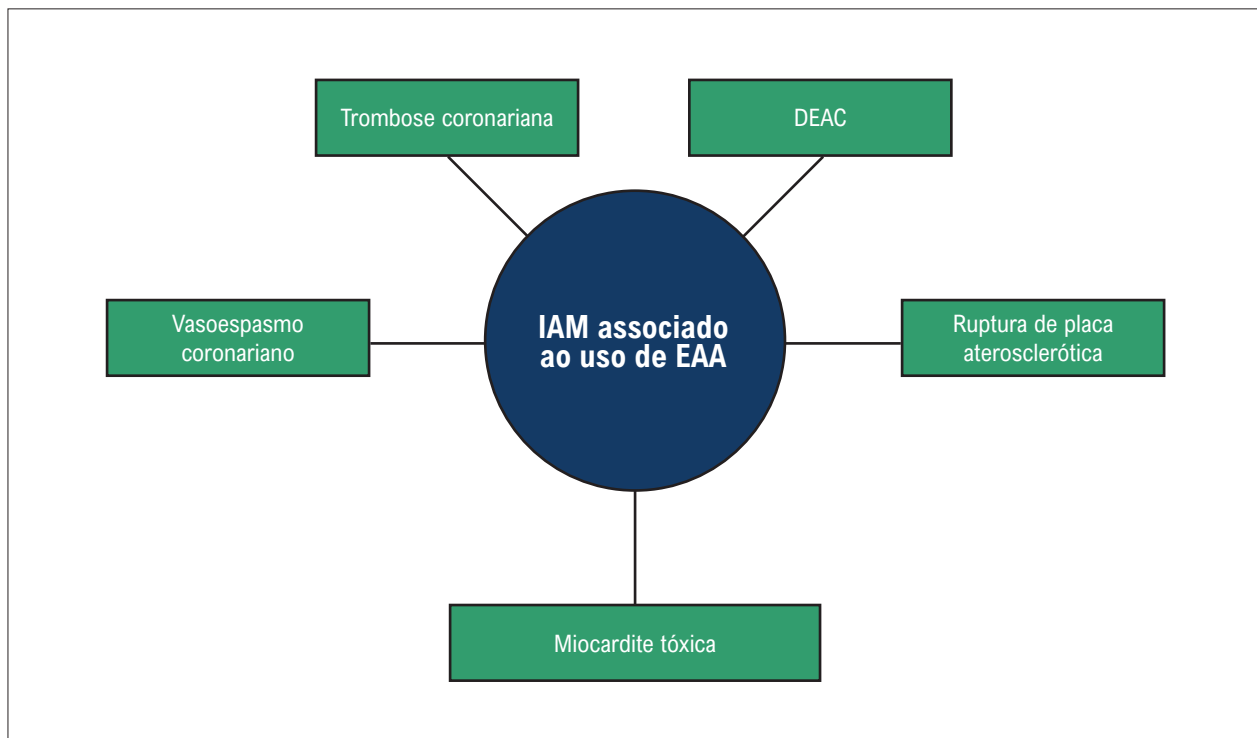 Trombose coronariana
DEAC
Vasoespasmo
coronariano
IAM associado
ao uso de EAA
Ruptura de placa
aterosclerótica
Miocardite tóxica